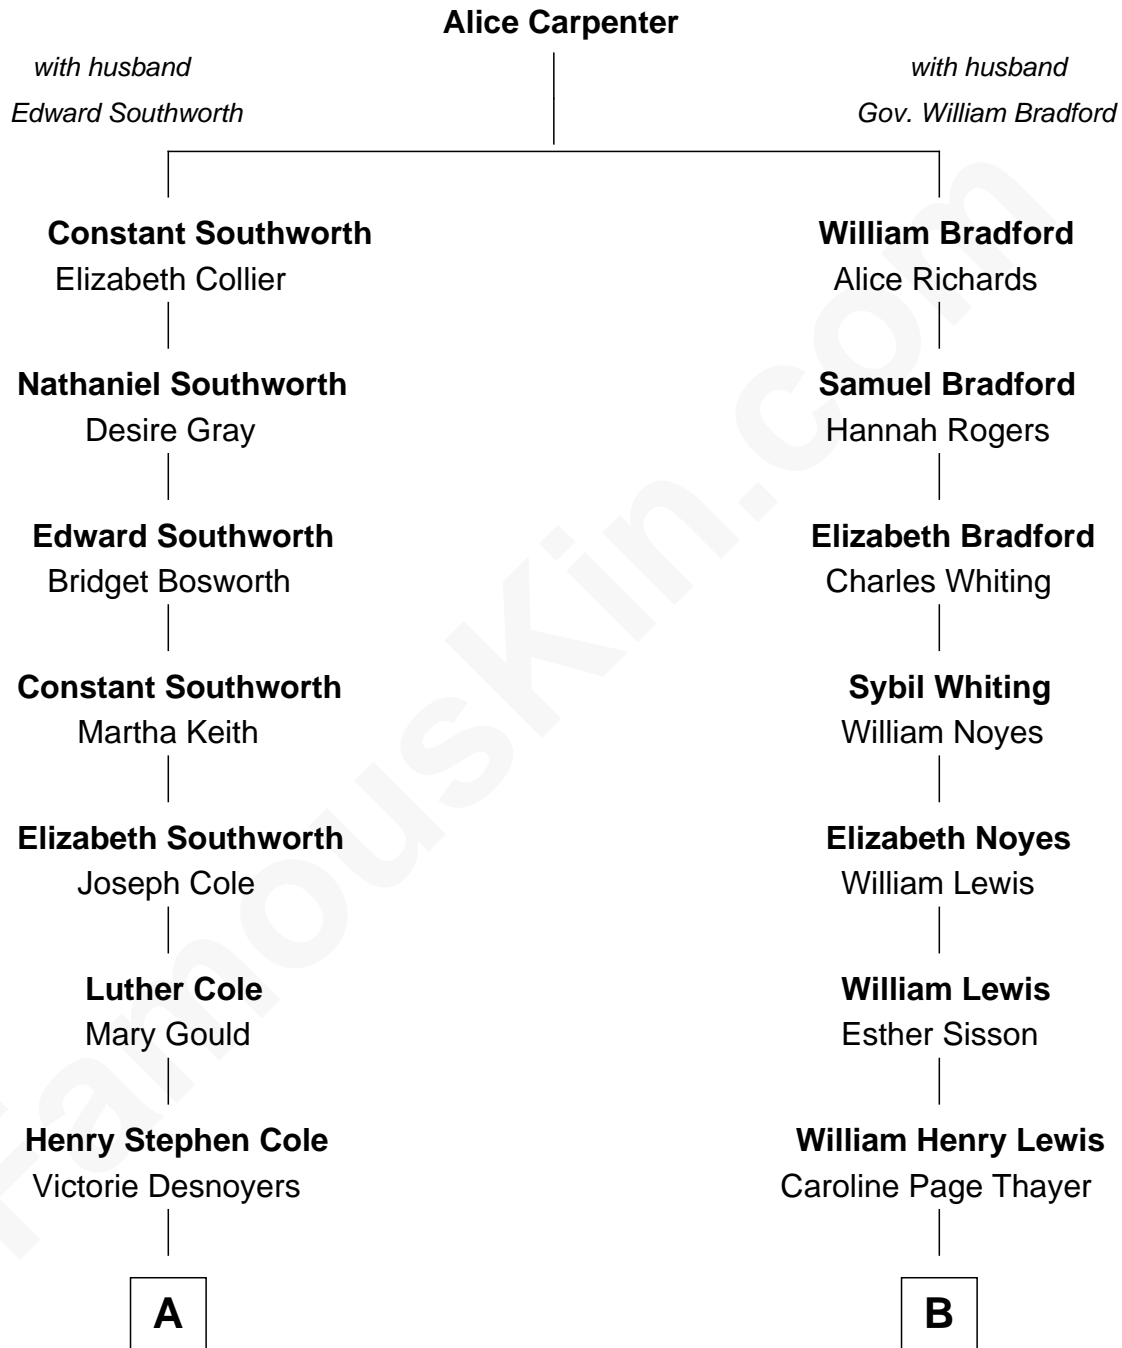 Alice Carpenter
with husband
Edward Southworth
with husband
Gov. William Bradford
Constant Southworth
Elizabeth Collier
Nathaniel Southworth
Desire Gray
Edward Southworth
Bridget Bosworth
Constant Southworth
Martha Keith
Elizabeth Southworth
Joseph Cole
Luther Cole
Mary Gould
Henry Stephen Cole
Victorie Desnoyers
A
William Bradford
Alice Richards
Samuel Bradford
Hannah Rogers
Elizabeth Bradford
Charles Whiting
Sybil Whiting
William Noyes
Elizabeth Noyes
William Lewis
William Lewis
Esther Sisson
William Henry Lewis
Caroline Page Thayer
B
FamousKin.com